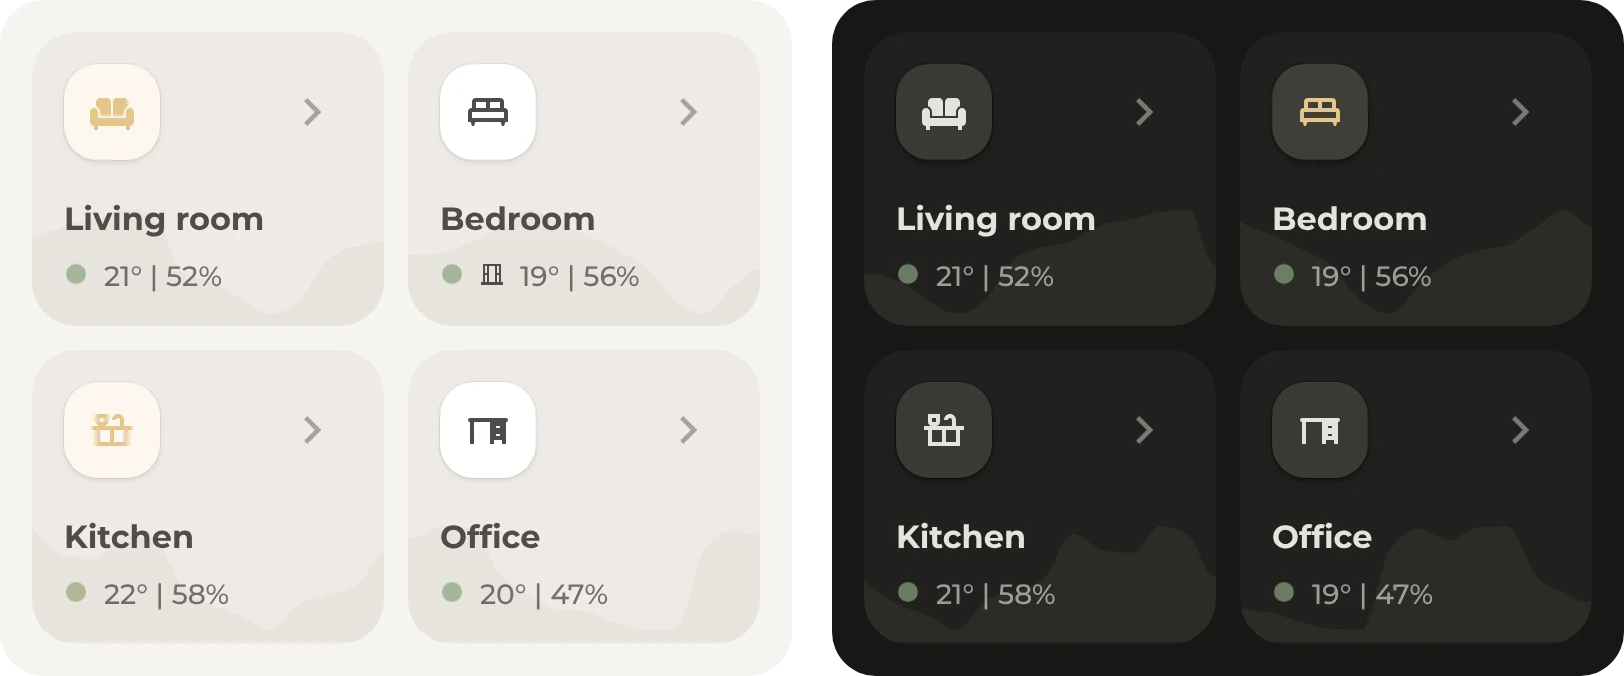 Living room
21° | 52%
Bedroom
19° | 56%
Kitchen
22° | 58%
Office
20° | 47%
Living room
21° | 52%
Bedroom
19° | 56%
Kitchen
21° | 58%
Office
19° | 47%